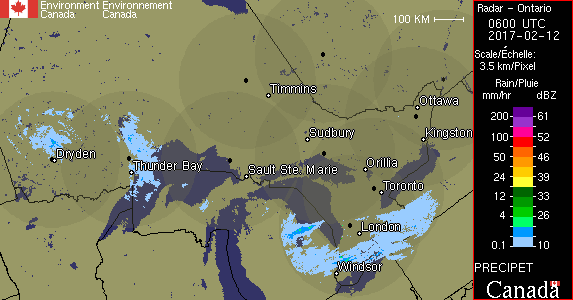 Environment Environnement
Canada Canada
100 KM
Timmins
Ottawa
Sudbury
Kingston
Dryden
Thunder Bay
Sault Ste. Marie
Orillia
Toronto
London
Windsor
Radar - Ontario
0600 UTC
2017-02-12
Scale/Échelle:
3.5 km/Pixel
Rain/Pluie
mm/hr dBZ
200 61
100 52
50 46
24 39
12 33
4 26
0.1 10
PRECIPET
Canada